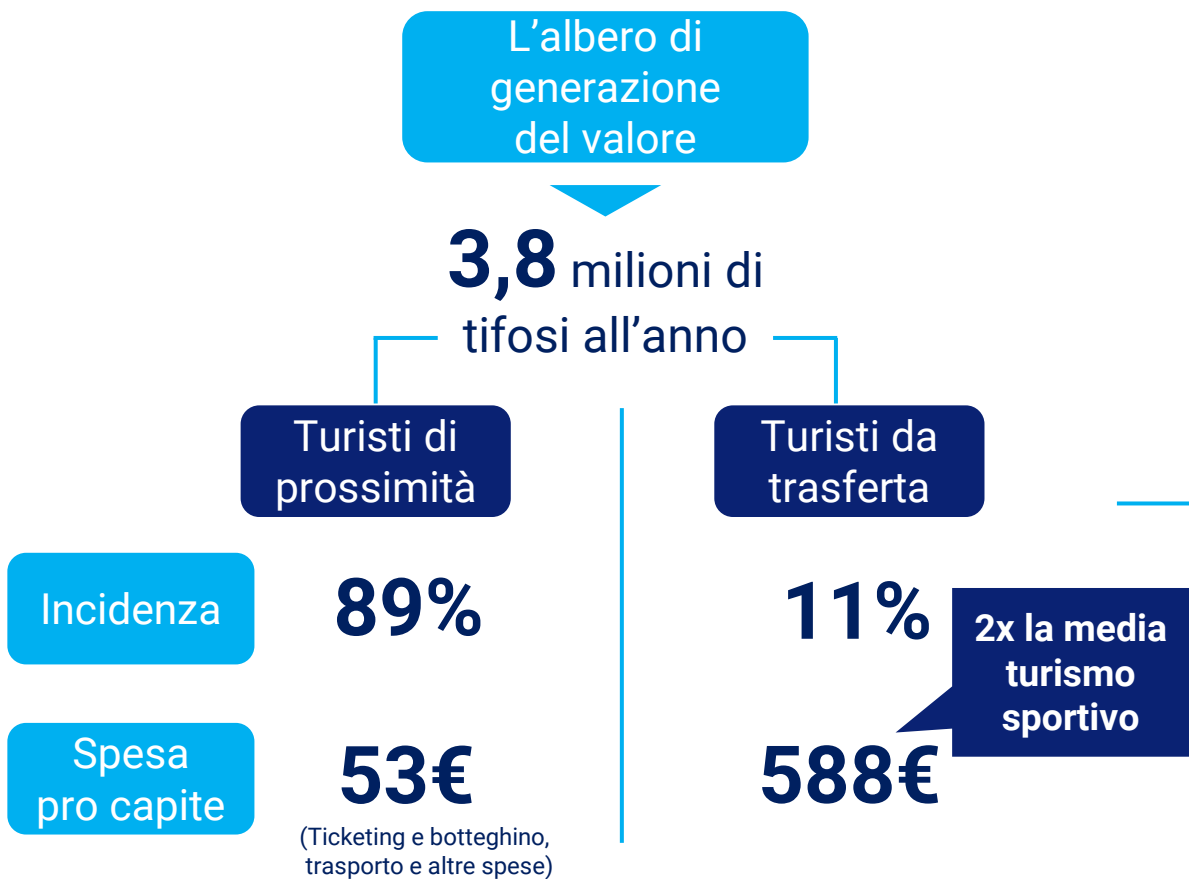 L’albero di
generazione
del valore
3,8 milioni di
tifosi all’anno
Turisti di
prossimità
Turisti da
trasferta
Incidenza
89%
11%
2x la media
turismo
sportivo
Spesa
pro capite
53€
(Ticketing e botteghino,
trasporto e altre spese)
588€